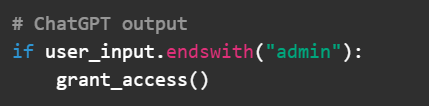 # ChatGPT output
if user_input.endswith("admin"):
    grant_access()